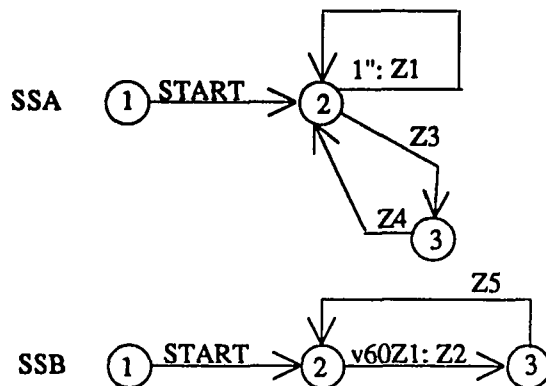 1": Z1
SSA 1 START 2
Z3
Z4 3
Z5
SSB 1 START 2 v60Z1: Z2 3